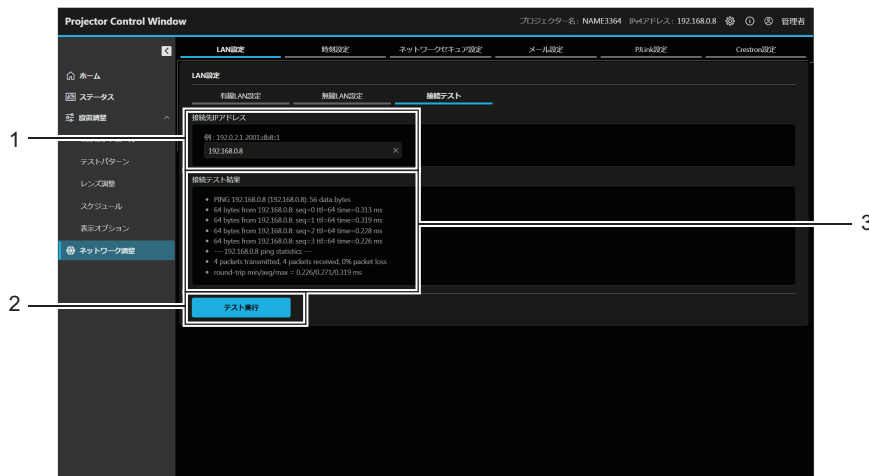 Projector Control Window
プロジェクター名: NAME3364 IPv4アドレス: 192.168.0.8 管理者
LAN設定 時刻設定 ネットワークセキュア設定 メール設定 PJLink設定 Crestron設定
ホーム
ステータス
設置調整
テストパターン
レンズ調整
スケジュール
表示オプション
ネットワーク調整
LAN設定
有線LAN設定 無線LAN設定 接続テスト
1
接続先IPアドレス
例 : 192.0.2.1 2001:db8::1
192.168.0.8
接続テスト結果
PING 192.168.0.8 (192.168.0.8): 56 data bytes
64 bytes from 192.168.0.8: seq=0 ttl=64 time=0.313 ms
64 bytes from 192.168.0.8: seq=1 ttl=64 time=0.319 ms
64 bytes from 192.168.0.8: seq=2 ttl=64 time=0.228 ms
64 bytes from 192.168.0.8: seq=3 ttl=64 time=0.226 ms
--- 192.168.0.8 ping statistics ---
4 packets transmitted, 4 packets received, 0% packet loss
round-trip min/avg/max = 0.226/0.271/0.319 ms
3
2
テスト実行